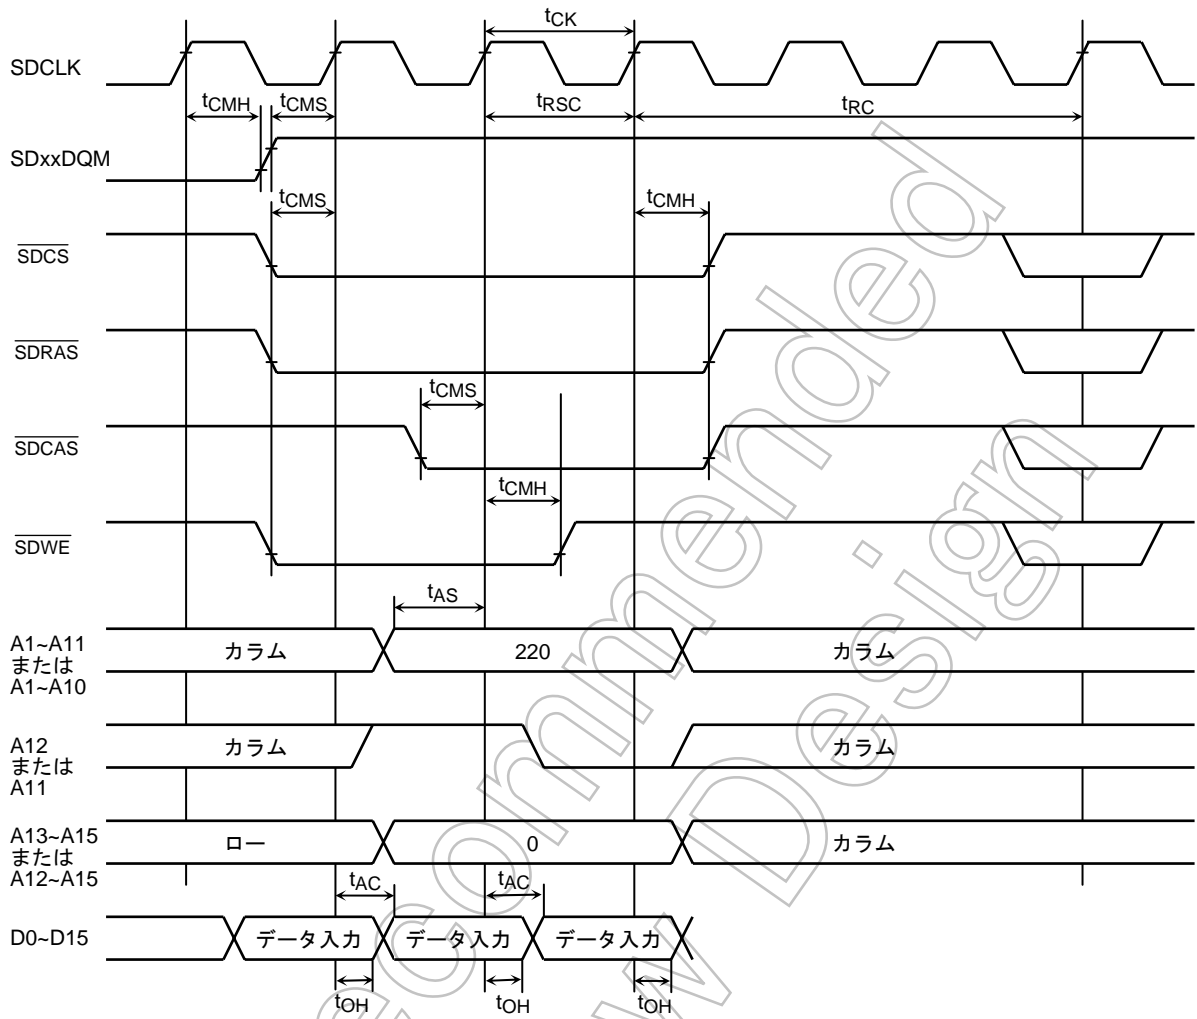 tCK
SDCLK
tCMH tCMS tRSC tRC
SDxxDQM
tCMS tCMH
SDCS
SDRAS
tCMS
SDCAS
tCMH
SDWE
tAS
A1~A11
または
A1~A10
カラム 220 カラム
A12
または
A11
カラム カラム
A13~A15
または
A12~A15
ロー 0 カラム
tAC tAC
D0~D15 データ入力 データ入力 データ入力
tOH tOH tOH
ecommended
w Design